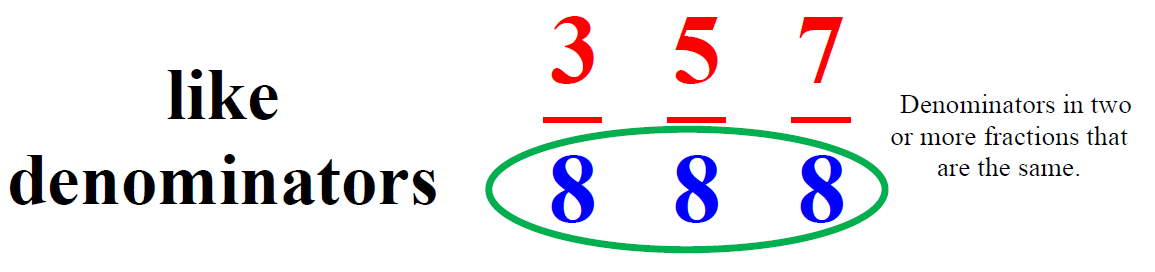 like
denominators
3 5 7
8 8 8
Denominators in two
or more fractions that
are the same.